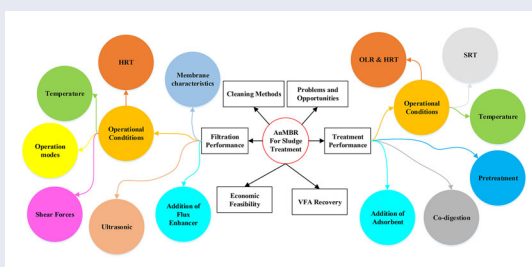 HRT
Temperature
Operational
Conditions
Operation
modes
Shear Forces
Ultrasonic
Membrane
characteristics
Filtration
Performance
Addition of
Flux
Enhancer
Cleaning Methods
Problems and
Opportunities
AnMBR
For Sludge
Treatment
Economic
Feasibility
VFA Recovery
Treatment
Performance
OLR & HRT
SRT
Operational
Conditions
Temperature
Pretreatment
Co-digestion
Addition of
Adsorbent